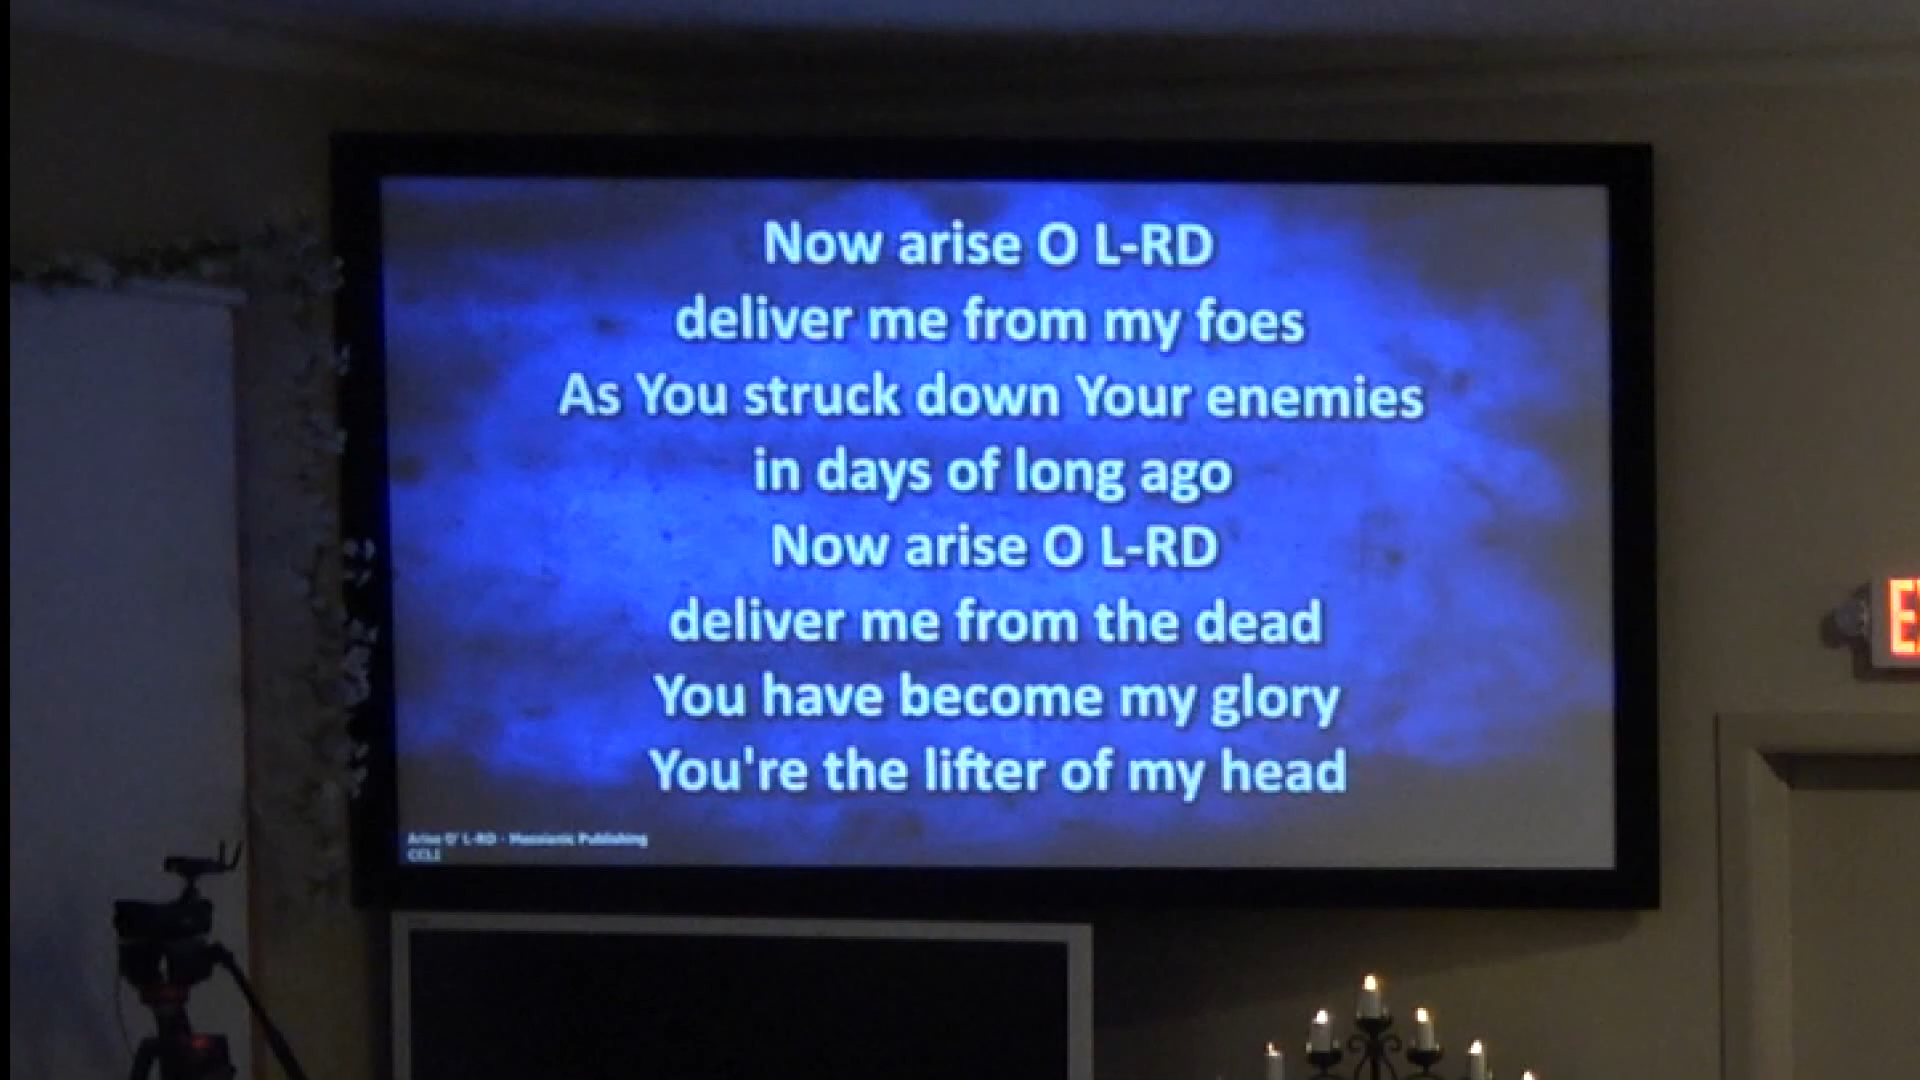 Now arise O L-RD
deliver me from my foes
As You struck down Your enemies
in days of long ago
Now arise O L-RD
deliver me from the dead
You have become my glory
You're the lifter of my head
Arise O' L-RD - Messianic Publishing
CCLI